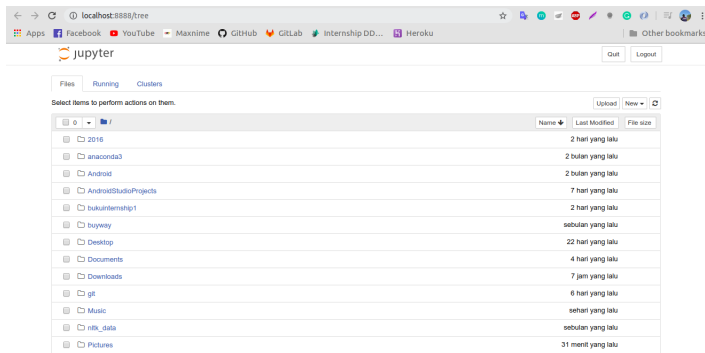 localhost:8888/tree
Apps Facebook YouTube Maxnime GitHub GitLab Internship DD... Heroku Other bookmarks
jupyter Quit Logout
Files Running Clusters
Select items to perform actions on them. Upload New
0 / Name Last Modified File size
2016 2 hari yang lalu
anaconda3 2 bulan yang lalu
Android 2 bulan yang lalu
AndroidStudioProjects 7 hari yang lalu
bukuinternship1 2 hari yang lalu
buyway sebulan yang lalu
Desktop 22 hari yang lalu
Documents 4 hari yang lalu
Downloads 7 jam yang lalu
git 6 hari yang lalu
Music sehari yang lalu
nltk_data sebulan yang lalu
Pictures 31 menit yang lalu